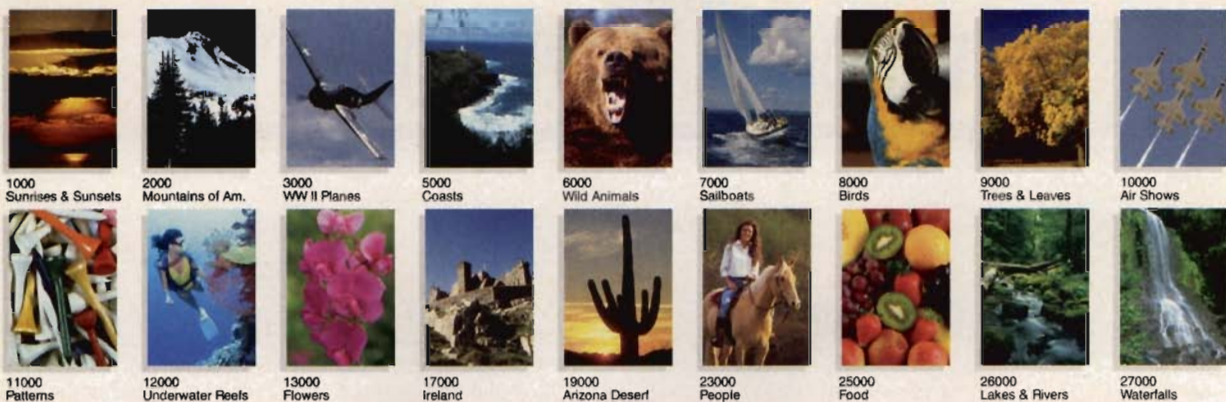 1000
Sunrises & Sunsets
2000
Mountains of Am.
3000
WW II Planes
5000
Coasts
6000
Wild Animals
7000
Sailboats
8000
Birds
9000
Trees & Leaves
10000
Air Shows
11000
Patterns
12000
Underwater Reefs
13000
Flowers
17000
Ireland
19000
Arizona Desert
23000
People
25000
Food
26000
Lakes & Rivers
27000
Waterfalls